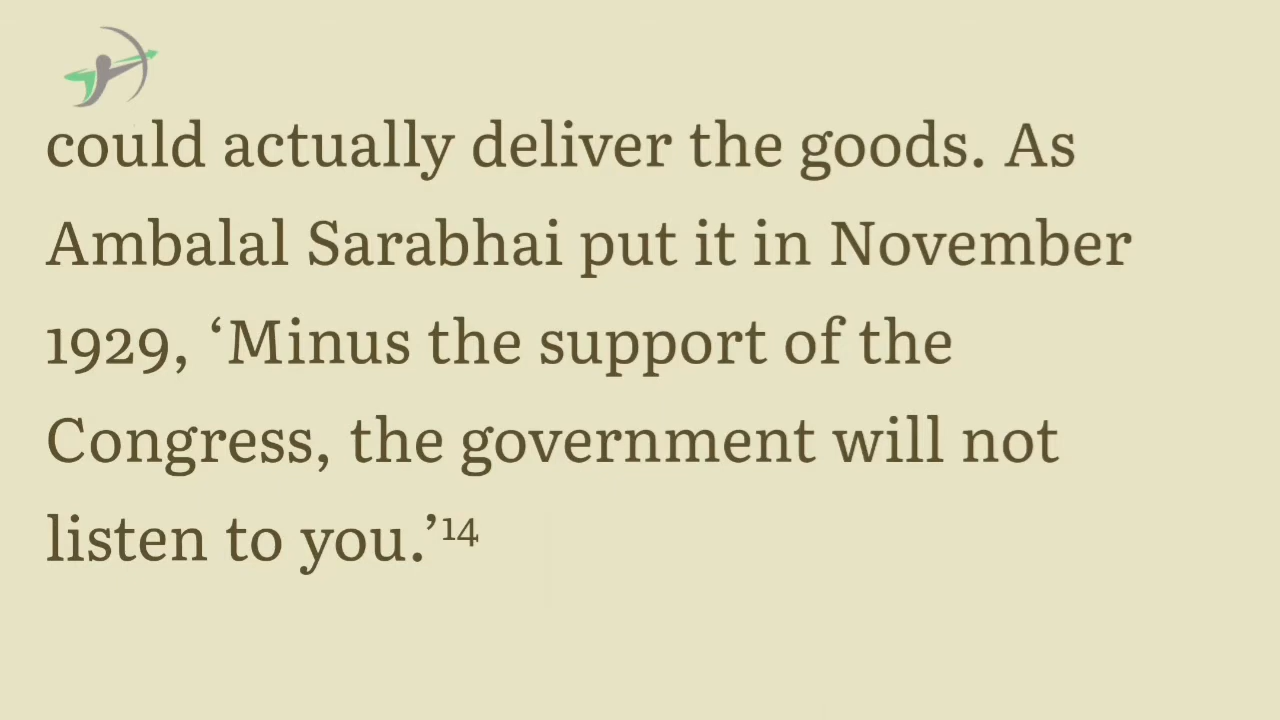 could actually deliver the goods. As
Ambalal Sarabhai put it in November
1929, ‘Minus the support of the
Congress, the government will not
listen to you.’¹⁴